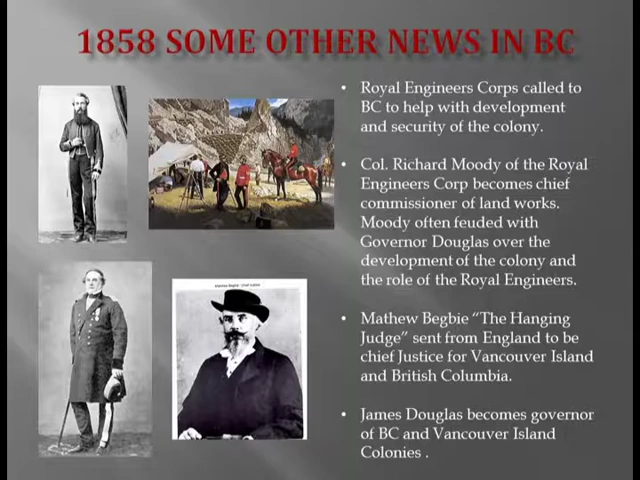 1858 SOME OTHER NEWS IN BC
• Royal Engineers Corps called to
BC to help with development
and security of the colony.
• Col. Richard Moody of the Royal
Engineers Corp becomes chief
commissioner of land works.
Moody often feuded with
Governor Douglas over the
development of the colony and
the role of the Royal Engineers.
• Mathew Begbie “The Hanging
Judge” sent from England to be
chief Justice for Vancouver Island
and British Columbia.
• James Douglas becomes governor
of BC and Vancouver Island
Colonies .